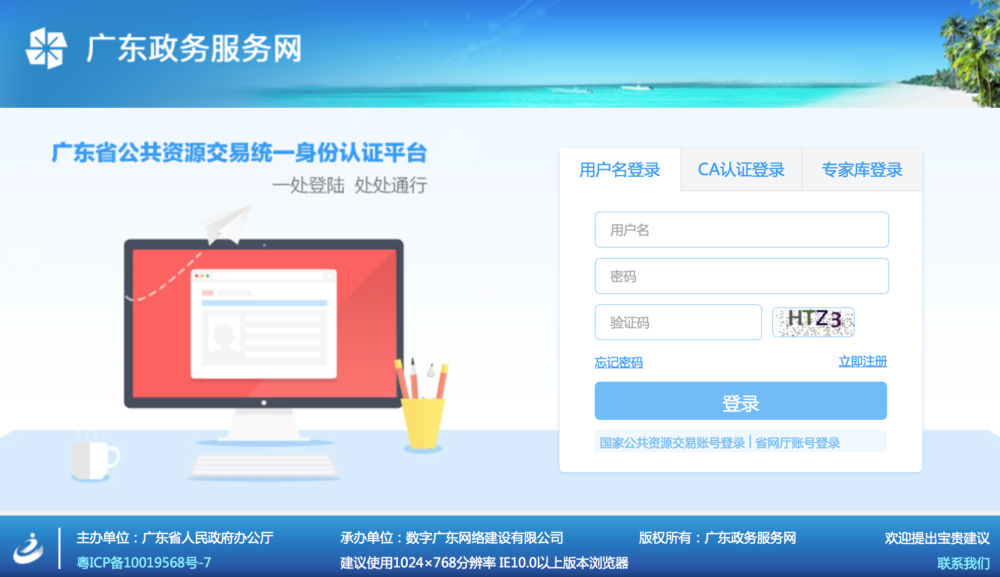 广东政务服务网
广东省公共资源交易统一身份认证平台
一处登陆 处处通行
用户名登录
CA认证登录
专家库登录
用户名
密码
验证码
HTZ3
忘记密码
立即注册
登录
国家公共资源交易账号登录 | 省网厅账号登录
主办单位：广东省人民政府办公厅
承办单位：数字广东网络建设有限公司
版权所有：广东政务服务网
欢迎提出宝贵建议
粤ICP备10019568号-7
建议使用1024×768分辨率 IE10.0以上版本浏览器
联系我们